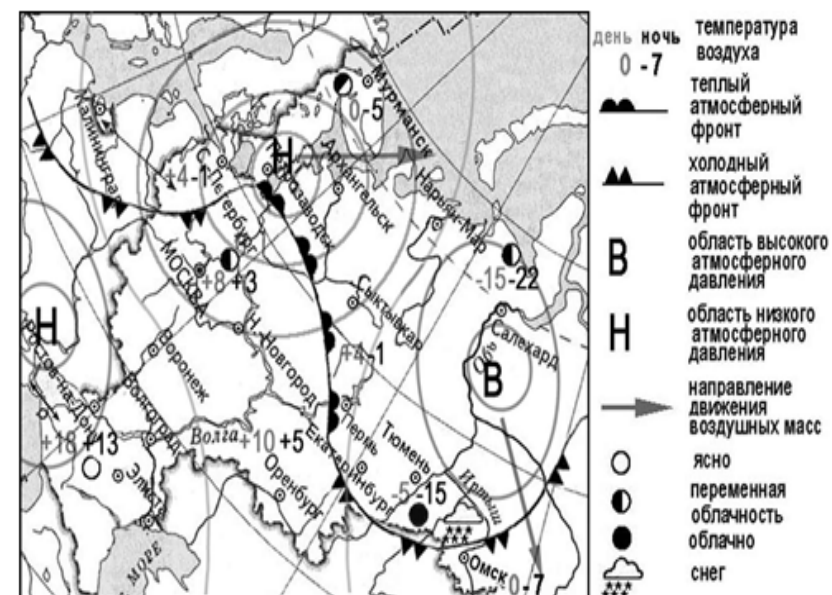 Мурманск
0-5
Калининград
+4-1
С.Петербург
Н
Петрозаводск
Архангельск
Нарьян-Мар
-15-22
МОСКВА
+8+3
Сыктывкар
Салехард
Обь
В
Н
Ростов-на-Дону
Воронеж
Н.Новгород
+4-1
Волгоград
Волга
+10+5
Пермь
Екатеринбург
Тюмень
-5-15
Иртыш
+18+13
Элиста
Оренбург
МОРЕ
Омск
0-7
день ночь
0 -7
температура
воздуха
теплый
атмосферный
фронт
холодный
атмосферный
фронт
В
область высокого
атмосферного
давления
Н
область низкого
атмосферного
давления
направление
движения
воздушных масс
ясно
переменная
облачность
облачно
снег